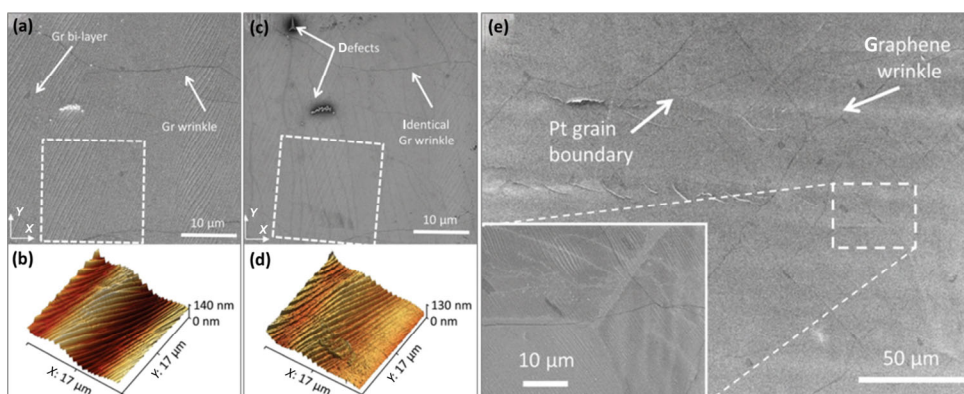 (a)
Gr bi-layer
Gr wrinkle
Y
X
10 μm
(b)
140 nm
0 nm
X: 17 μm
Y: 17 μm
(c)
Defects
Identical
Gr wrinkle
Y
X
10 μm
(d)
130 nm
0 nm
X: 17 μm
Y: 17 μm
(e)
Graphene
wrinkle
Pt grain
boundary
10 μm
50 μm